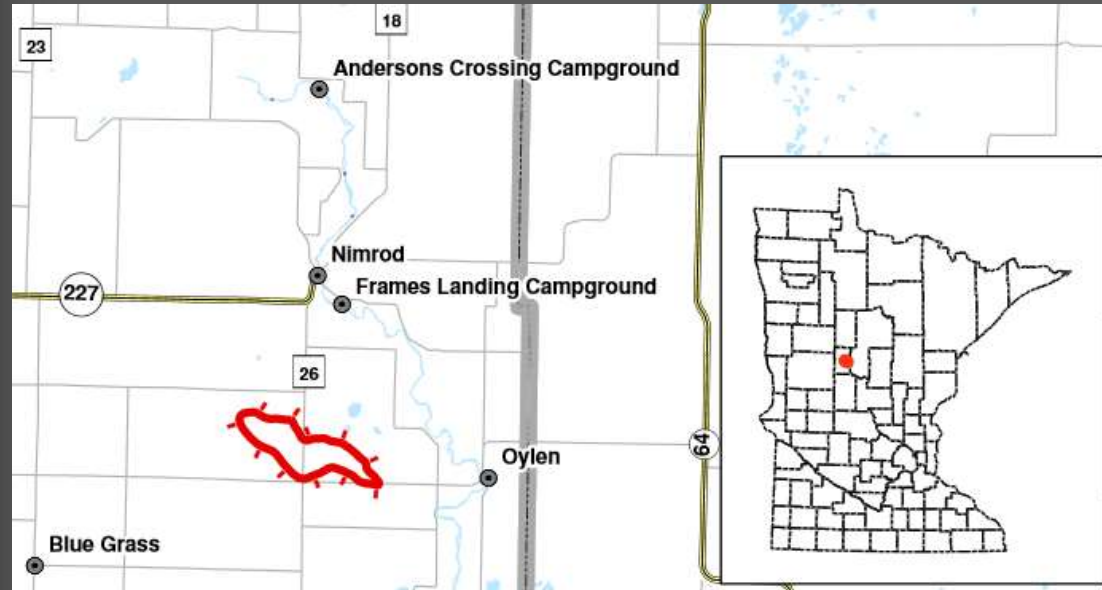 18
23
Andersons Crossing Campground
Nimrod
Frames Landing Campground
227
26
64
Oylen
Blue Grass